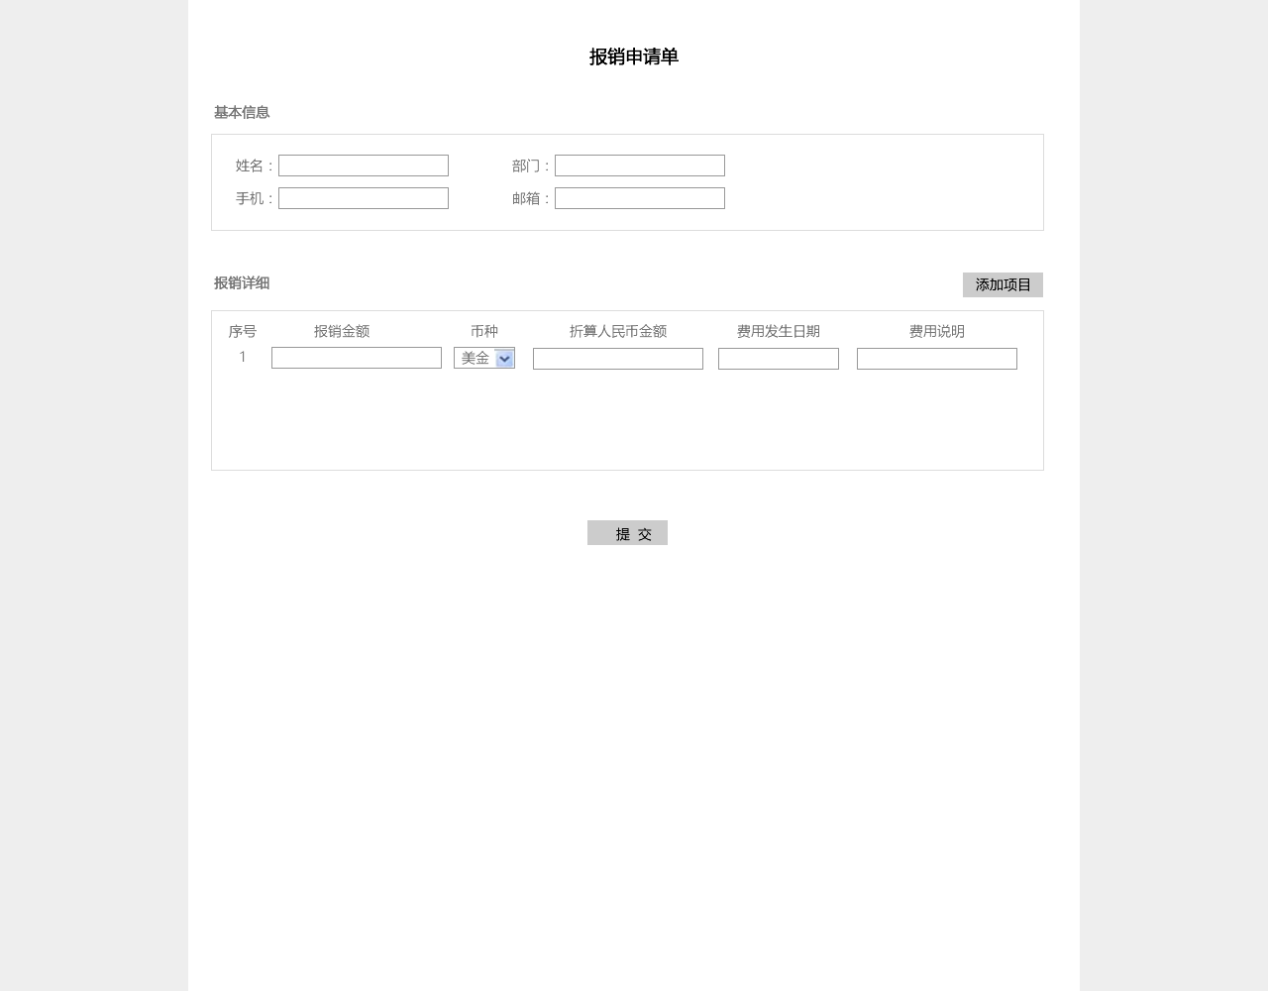 报销申请单
基本信息
姓名： 部门：
手机： 邮箱：
报销详细 添加项目
序号 报销金额 币种 折算人民币金额 费用发生日期 费用说明
1 美金
提 交